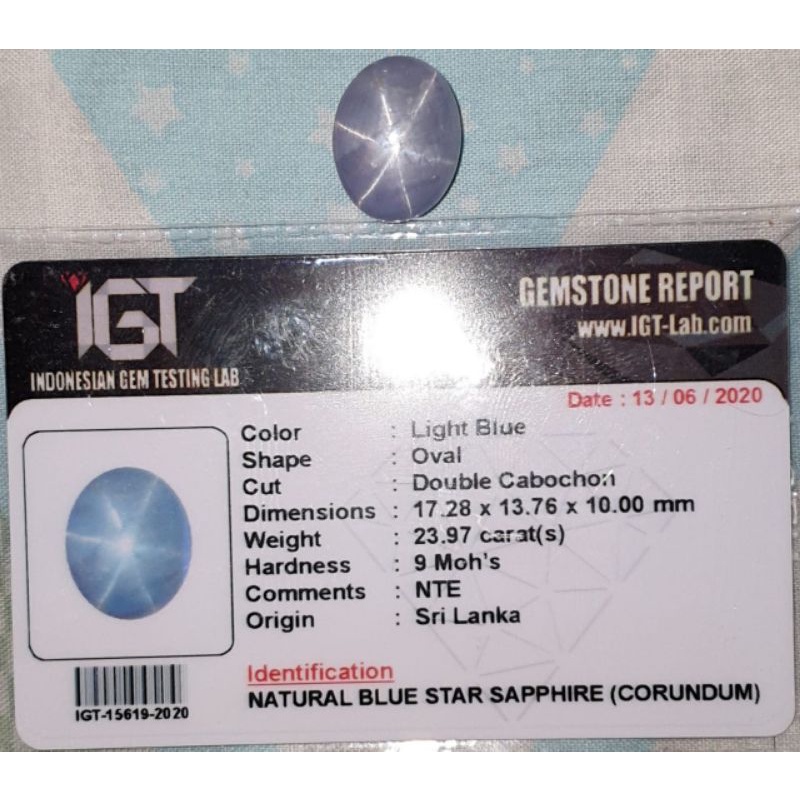 IGT
INDONESIAN GEM TESTING LAB
GEMSTONE REPORT
www.IGT-Lab.com
Date : 13 / 06 / 2020
Color : Light Blue
Shape : Oval
Cut : Double Cabochon
Dimensions : 17.28 x 13.76 x 10.00 mm
Weight : 23.97 carat(s)
Hardness : 9 Moh's
Comments : NTE
Origin : Sri Lanka
Identification
NATURAL BLUE STAR SAPPHIRE (CORUNDUM)
IGT-15619-2020